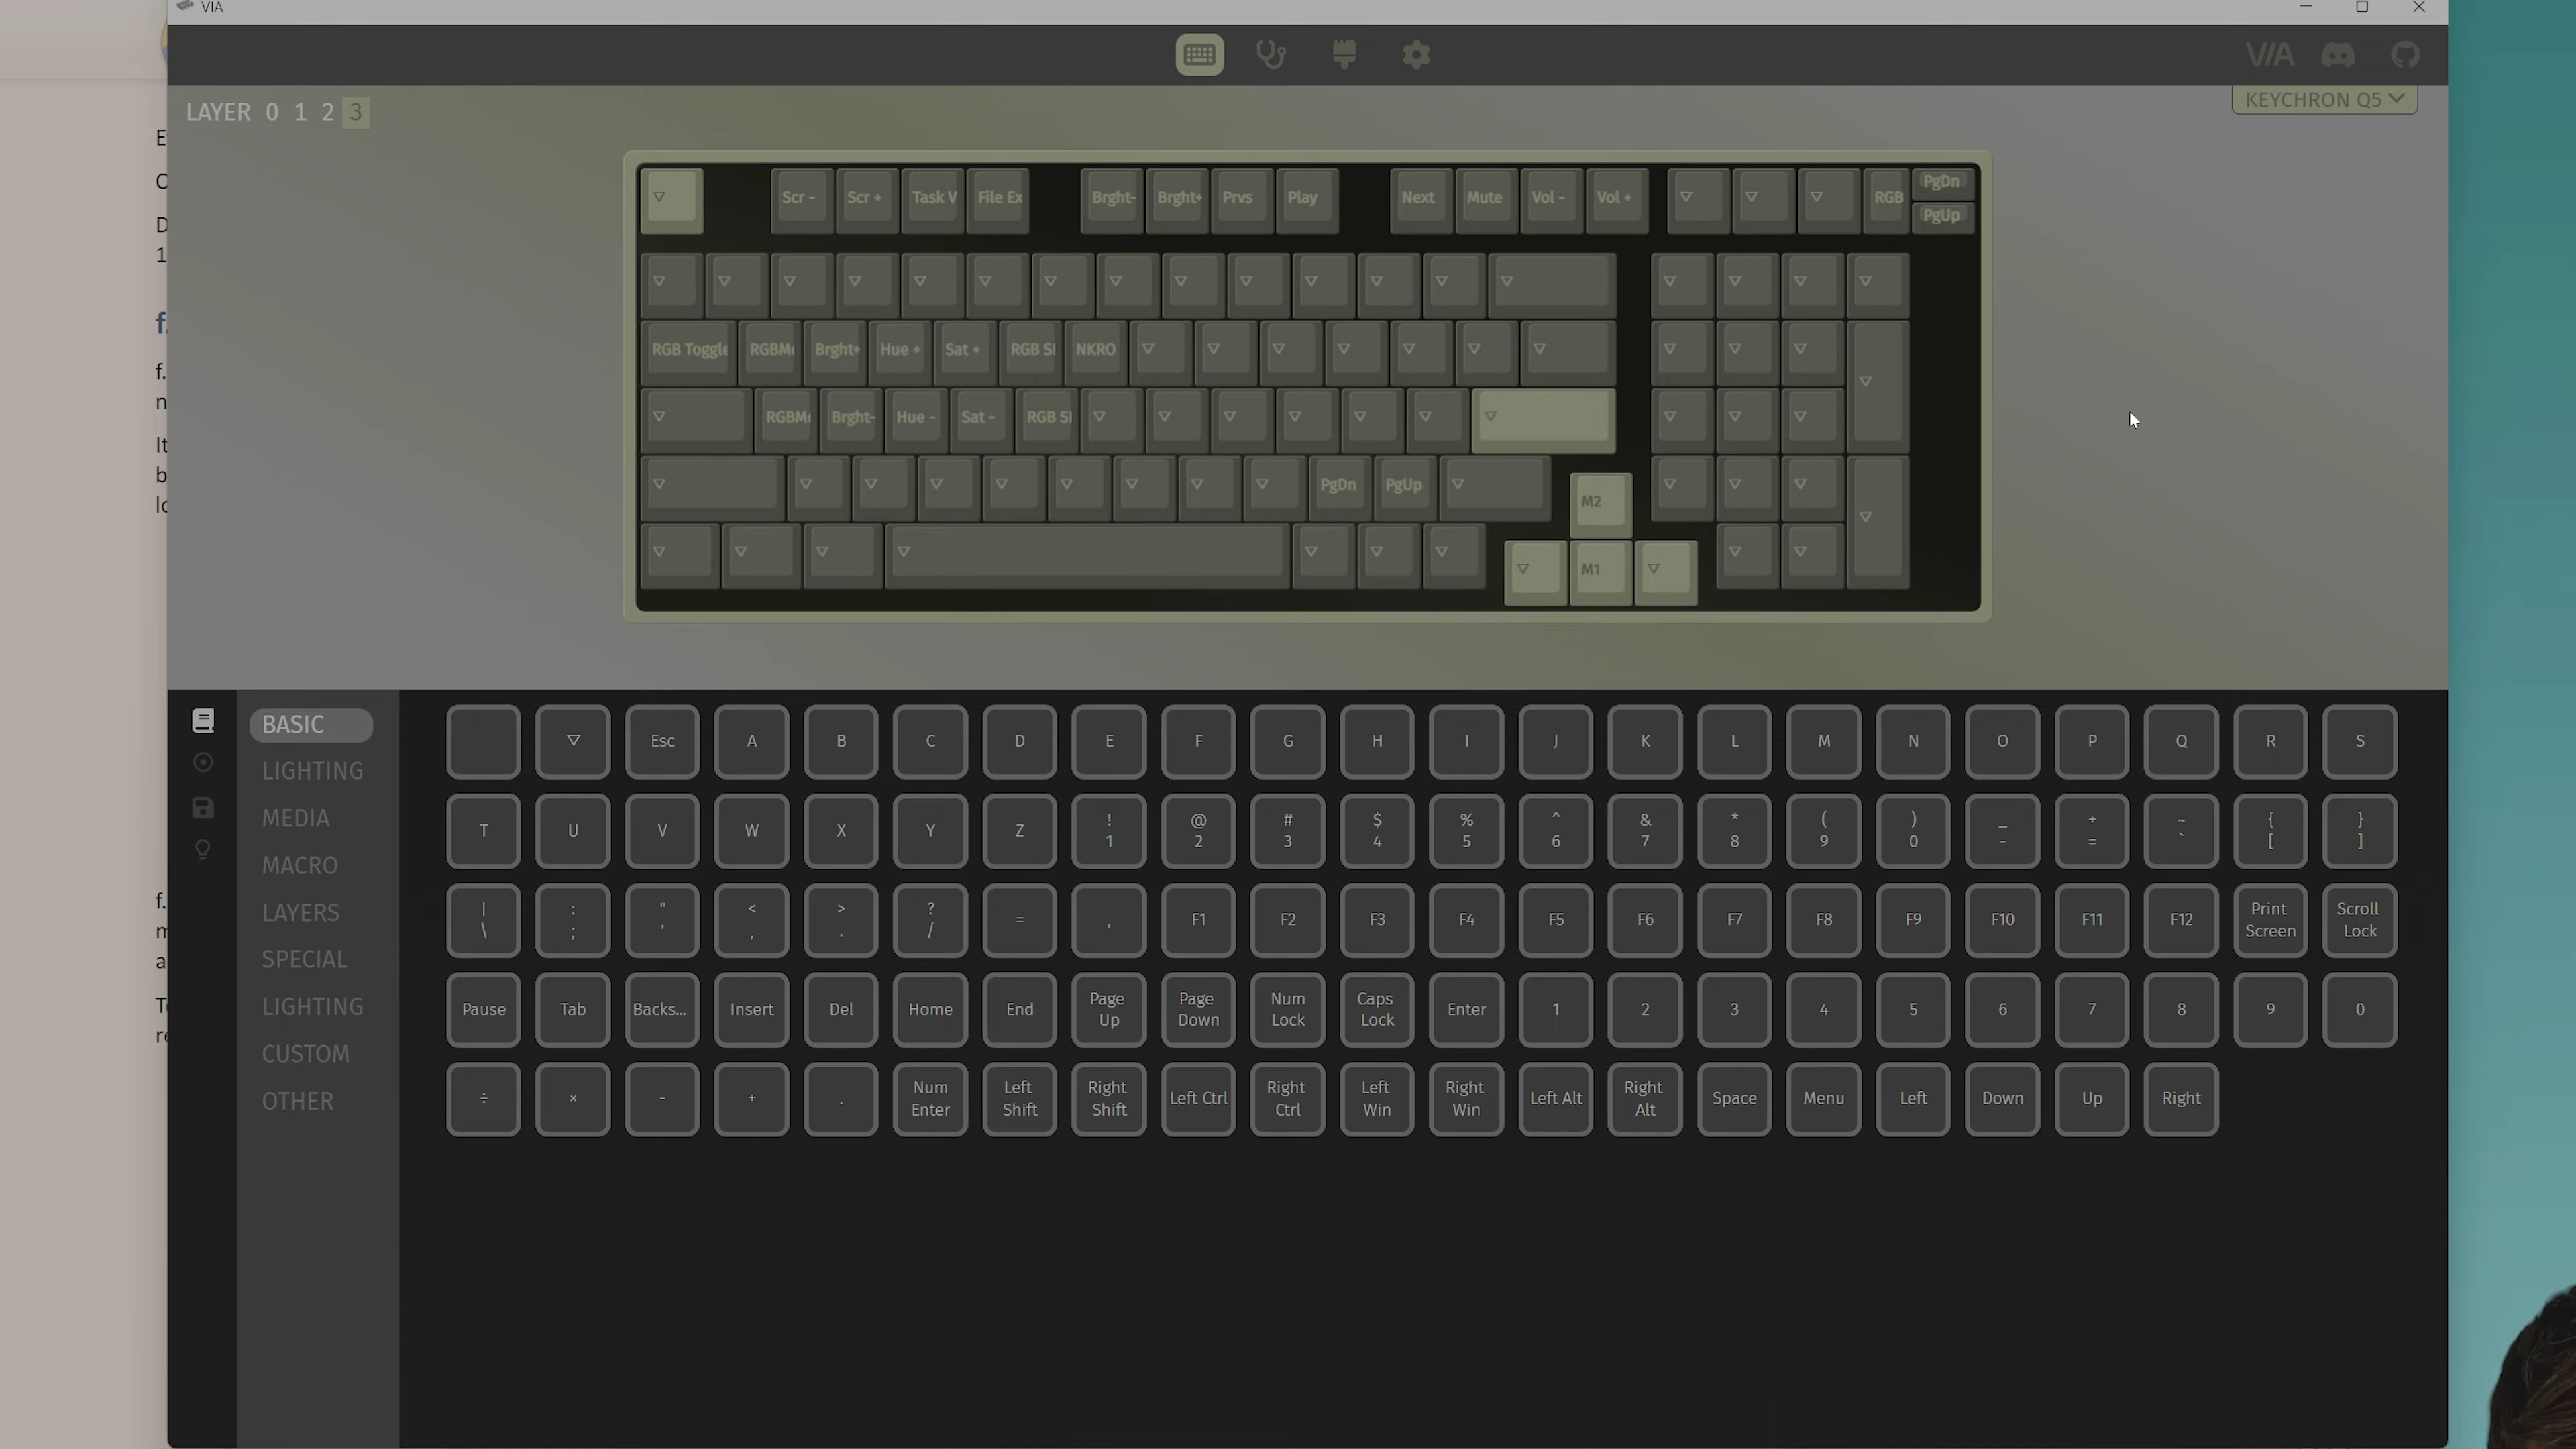 VIA
VIA
LAYER 0 1 2 3
KEYCHRON Q5
▽ Scr - Scr + Task V File Ex Brght- Brght+ Prvs Play Next Mute Vol - Vol + ▽ ▽ ▽ RGB PgDn
PgUp
▽ ▽ ▽ ▽ ▽ ▽ ▽ ▽ ▽ ▽ ▽ ▽ ▽ ▽ ▽ ▽ ▽ ▽
RGB Toggle RGBMo Brght+ Hue + Sat + RGB S NKRO ▽ ▽ ▽ ▽ ▽ ▽ ▽ ▽ ▽ ▽ ▽
▽ RGBMo Brght- Hue - Sat - RGB S ▽ ▽ ▽ ▽ ▽ ▽ ▽ ▽ ▽ ▽
▽ ▽ ▽ ▽ ▽ ▽ ▽ ▽ ▽ PgDn PgUp ▽ M2 ▽ ▽ ▽ ▽
▽ ▽ ▽ ▽ ▽ ▽ ▽ ▽ M1 ▽ ▽ ▽
BASIC
LIGHTING
MEDIA
MACRO
LAYERS
SPECIAL
LIGHTING
CUSTOM
OTHER
▽ Esc A B C D E F G H I J K L M N O P Q R S
T U V W X Y Z ! @ # $ % ^ & * ( ) _ + ~ { }
1 2 3 4 5 6 7 8 9 0 - = ` [ ]
| : " < > ? = , F1 F2 F3 F4 F5 F6 F7 F8 F9 F10 F11 F12 Print Scroll
\ ; ' , . / Screen Lock
Pause Tab Backs... Insert Del Home End Page Page Num Caps Enter 1 2 3 4 5 6 7 8 9 0
Up Down Lock Lock
÷ × - + . Num Left Right Left Ctrl Right Left Right Left Alt Right Space Menu Left Down Up Right
Enter Shift Shift Ctrl Win Win Alt